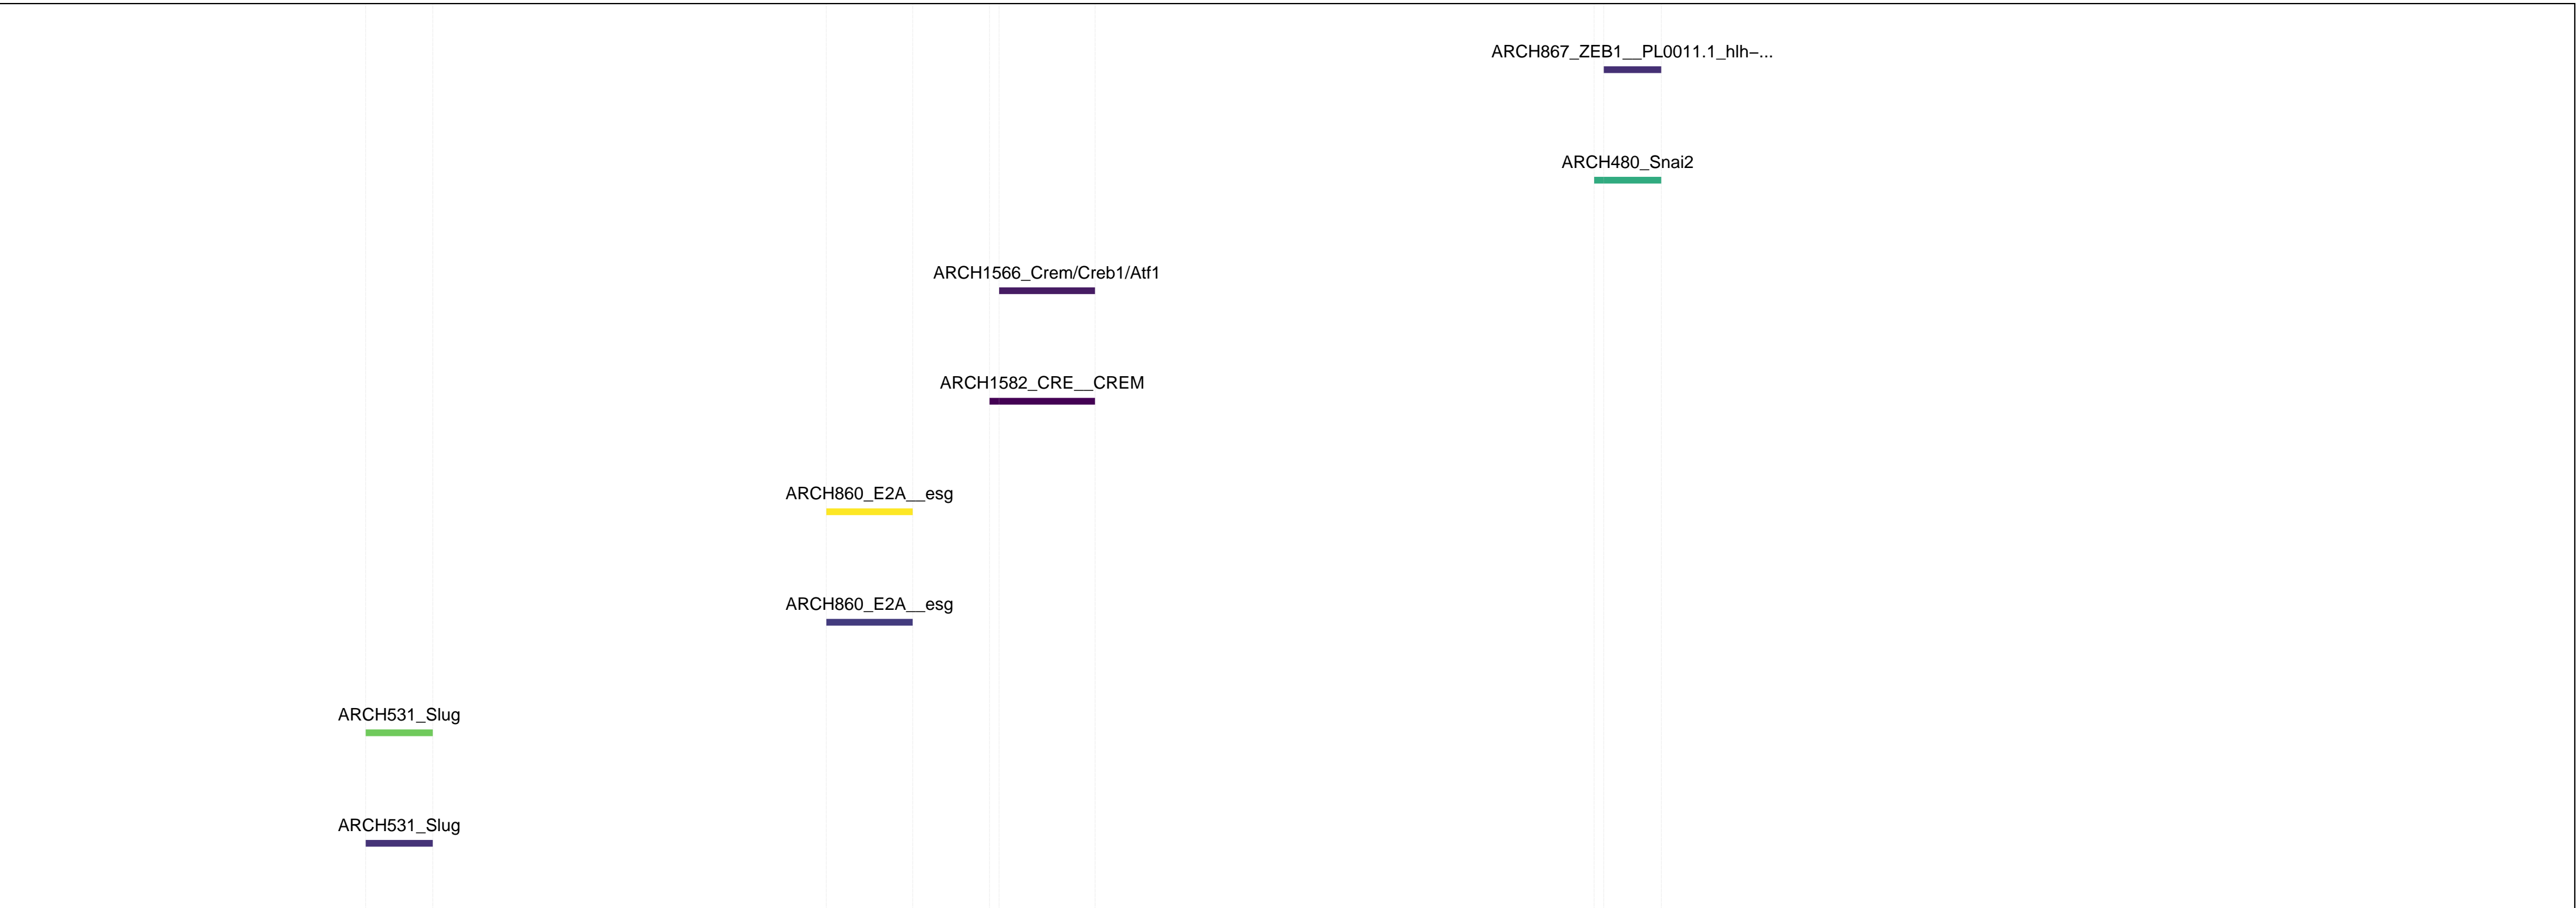 ARCH867_ZEB1__PL0011.1_hlh−...
ARCH480_Snai2
ARCH1566_Crem/Creb1/Atf1
ARCH1582_CRE__CREM
ARCH860_E2A__esg
ARCH860_E2A__esg
ARCH531_Slug
ARCH531_Slug